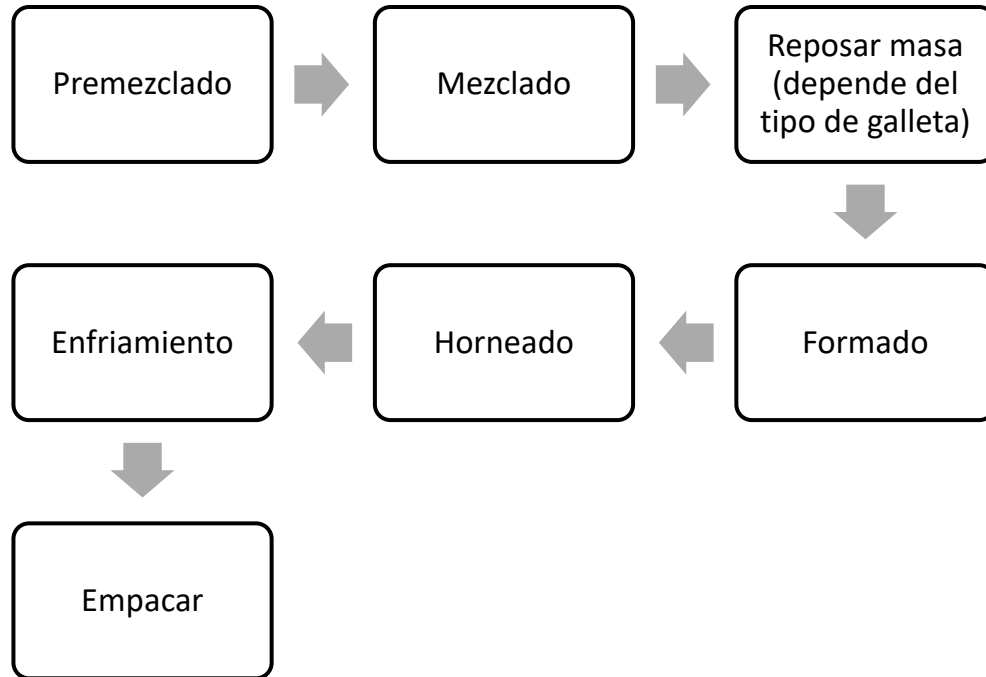 Premezclado
Mezclado
Reposar masa
(depende del
tipo de galleta)
Formado
Horneado
Enfriamiento
Empacar